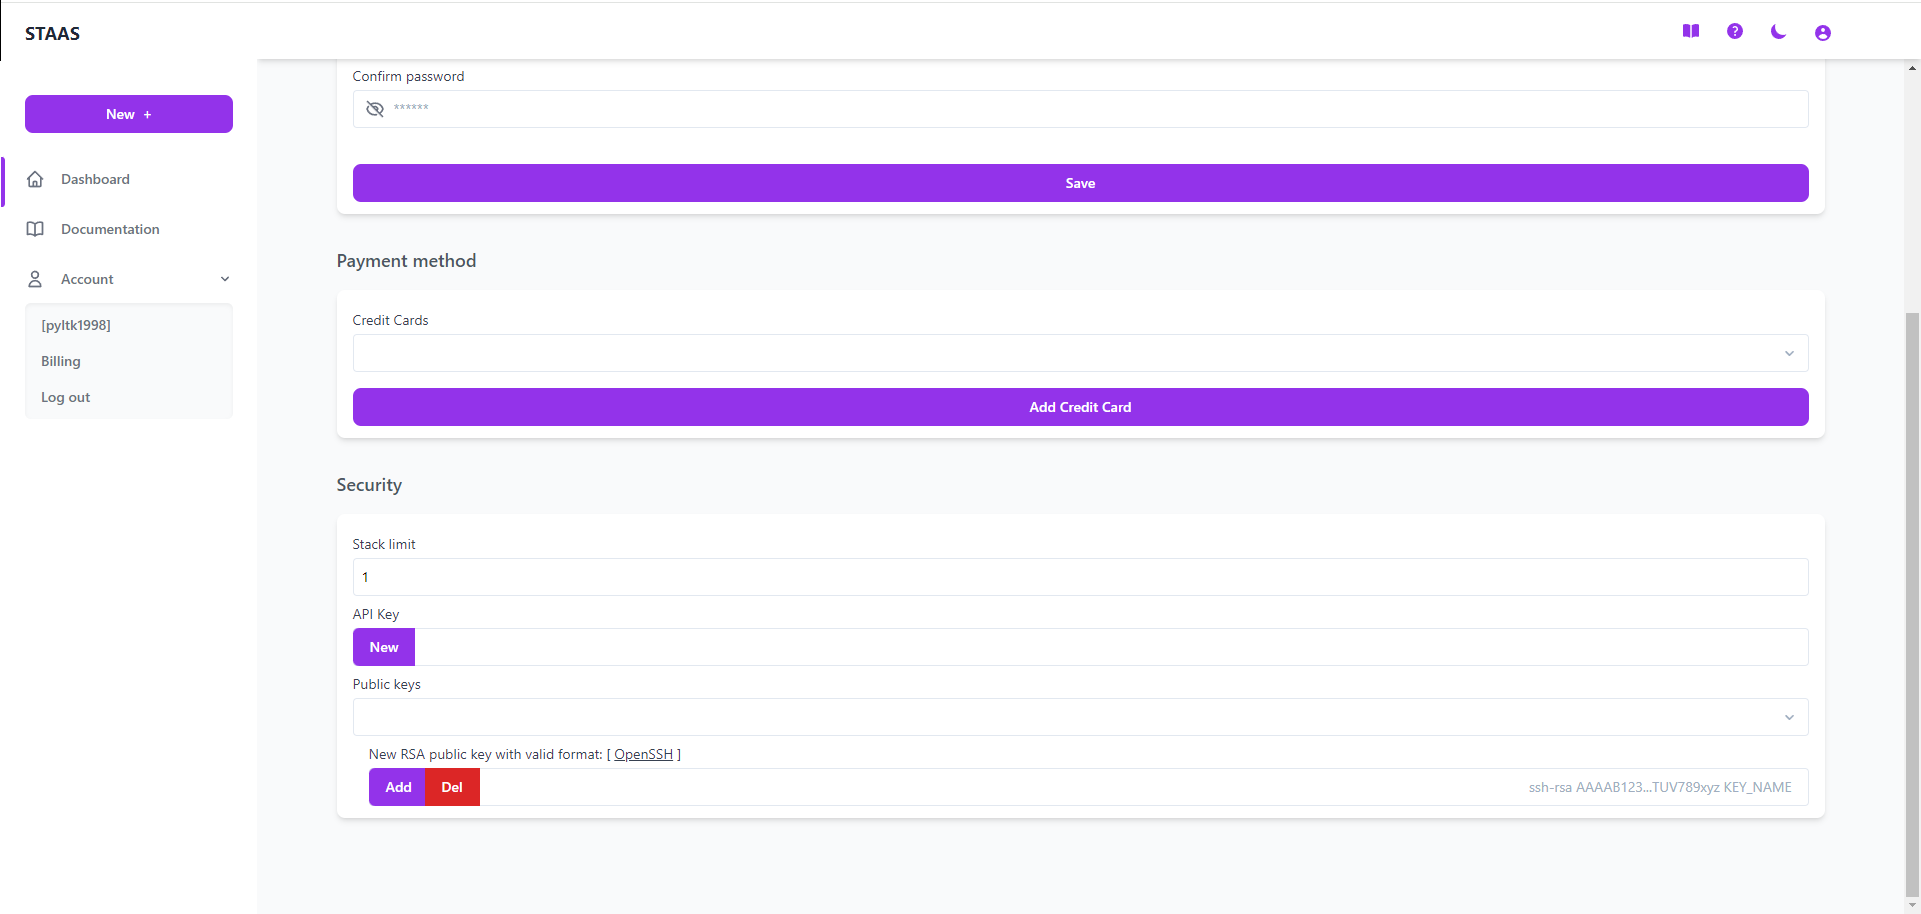 STAAS
New +
Dashboard
Documentation
Account
[pyltk1998]
Billing
Log out
Confirm password
******
Save
Payment method
Credit Cards
Add Credit Card
Security
Stack limit
1
API Key
New
Public keys
New RSA public key with valid format: [ OpenSSH ]
Add Del ssh-rsa AAAAB123...TUV789xyz KEY_NAME